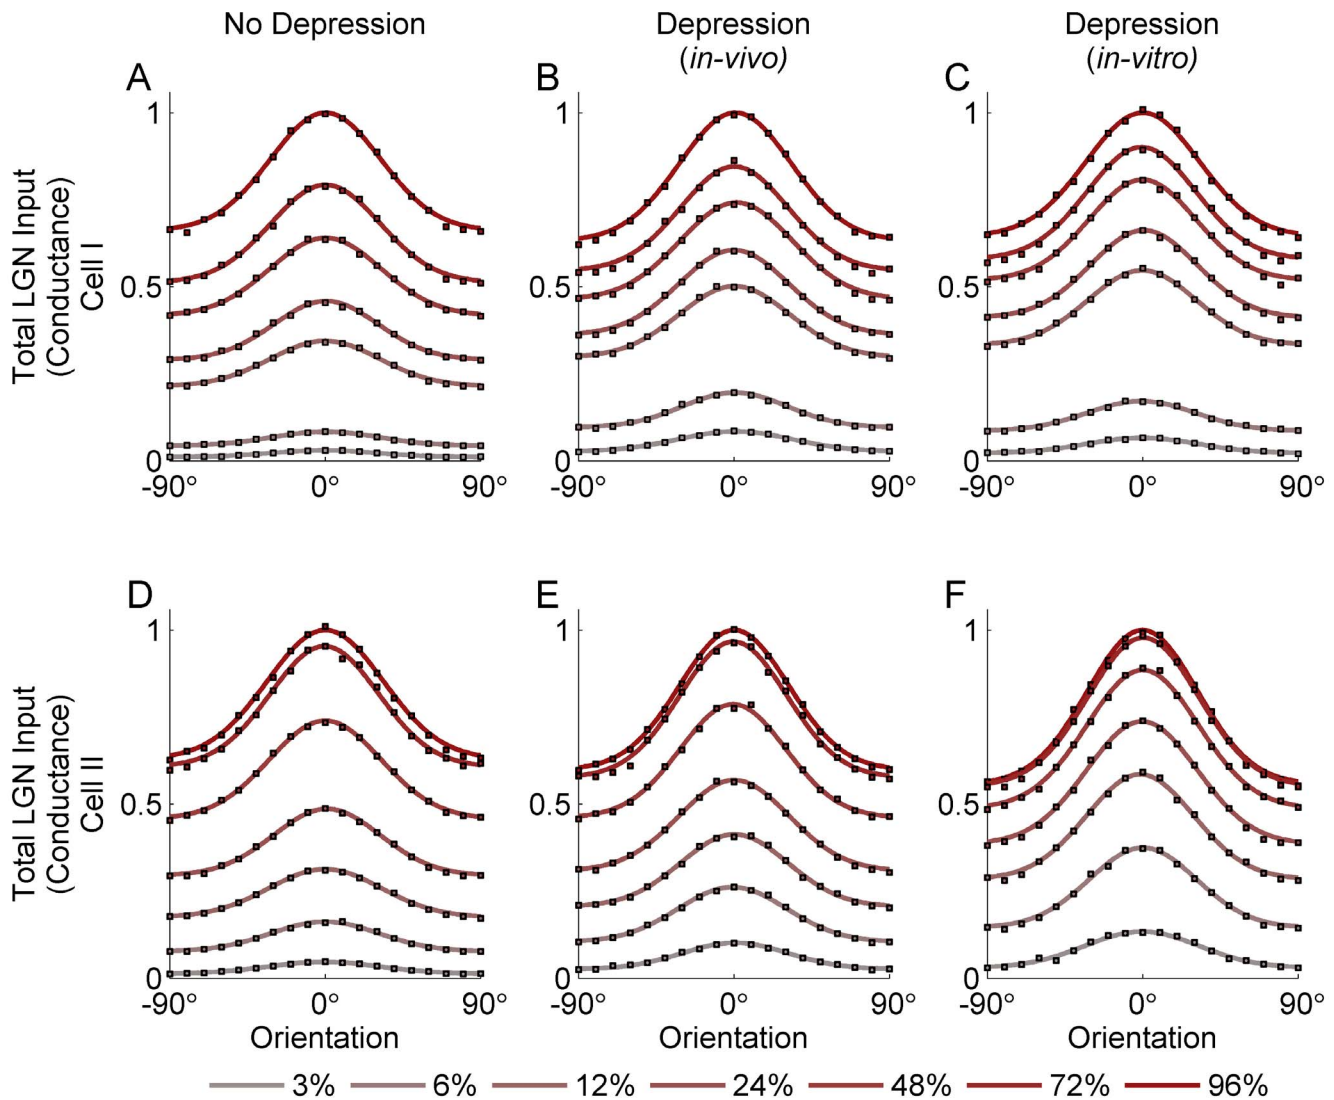 No Depression
Depression
(in-vivo)
Depression
(in-vitro)
A
B
C
Total LGN Input
(Conductance)
Cell I
1
0.5
0
-90°
0°
90°
1
0.5
0
-90°
0°
90°
1
0.5
0
-90°
0°
90°
D
E
F
Total LGN Input
(Conductance)
Cell II
1
0.5
0
-90°
0°
90°
Orientation
1
0.5
0
-90°
0°
90°
Orientation
1
0.5
0
-90°
0°
90°
Orientation
3% 6% 12% 24% 48% 72% 96%